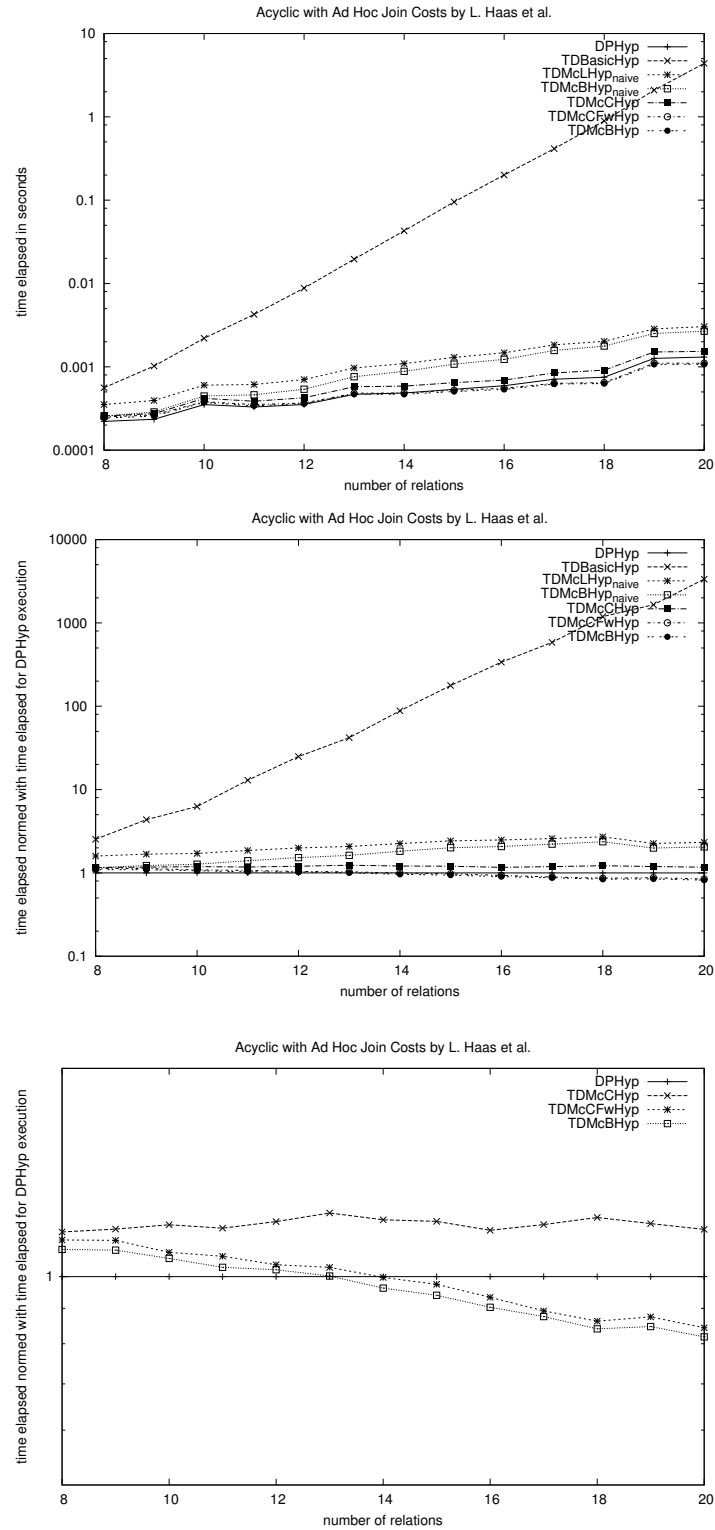 Acyclic with Ad Hoc Join Costs by L. Haas et al.
10
1
0.1
0.01
0.001
0.0001
time elapsed in seconds
DPHyp
TDBasicHyp
TDMcLHyp_naive
TDMcBHyp_naive
TDMcCHyp
TDMcCFwHyp
TDMcBHyp
8 10 12 14 16 18 20
number of relations
Acyclic with Ad Hoc Join Costs by L. Haas et al.
10000
1000
100
10
1
0.1
time elapsed normed with time elapsed for DPHyp execution
DPHyp
TDBasicHyp
TDMcLHyp_naive
TDMcBHyp_naive
TDMcCHyp
TDMcCFwHyp
TDMcBHyp
8 10 12 14 16 18 20
number of relations
Acyclic with Ad Hoc Join Costs by L. Haas et al.
1
time elapsed normed with time elapsed for DPHyp execution
DPHyp
TDMcCHyp
TDMcCFwHyp
TDMcBHyp
8 10 12 14 16 18 20
number of relations